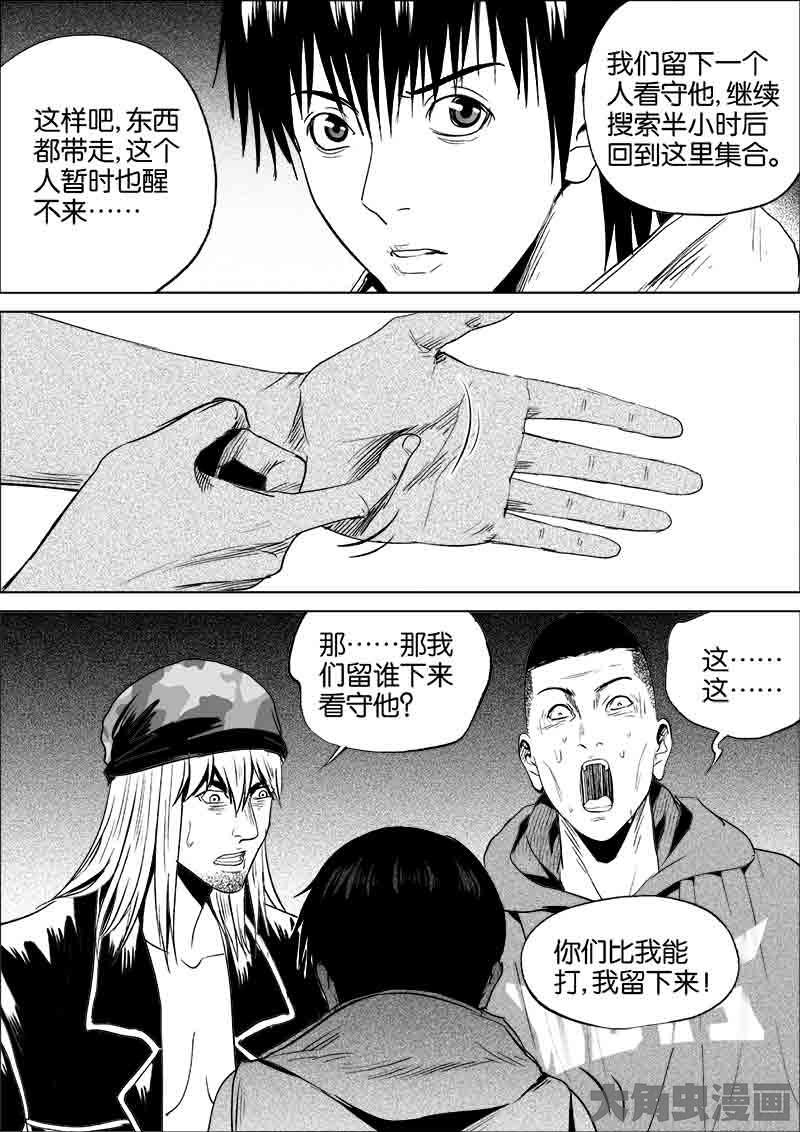 这样吧,东西
都带走,这个
人暂时也醒
不来……
我们留下一个
人看守他,继续
搜索半小时后
回到这里集合。
那……那我
们留谁下来
看守他?
这……
这……
你们比我能
打,我留下来!
大角虫漫画